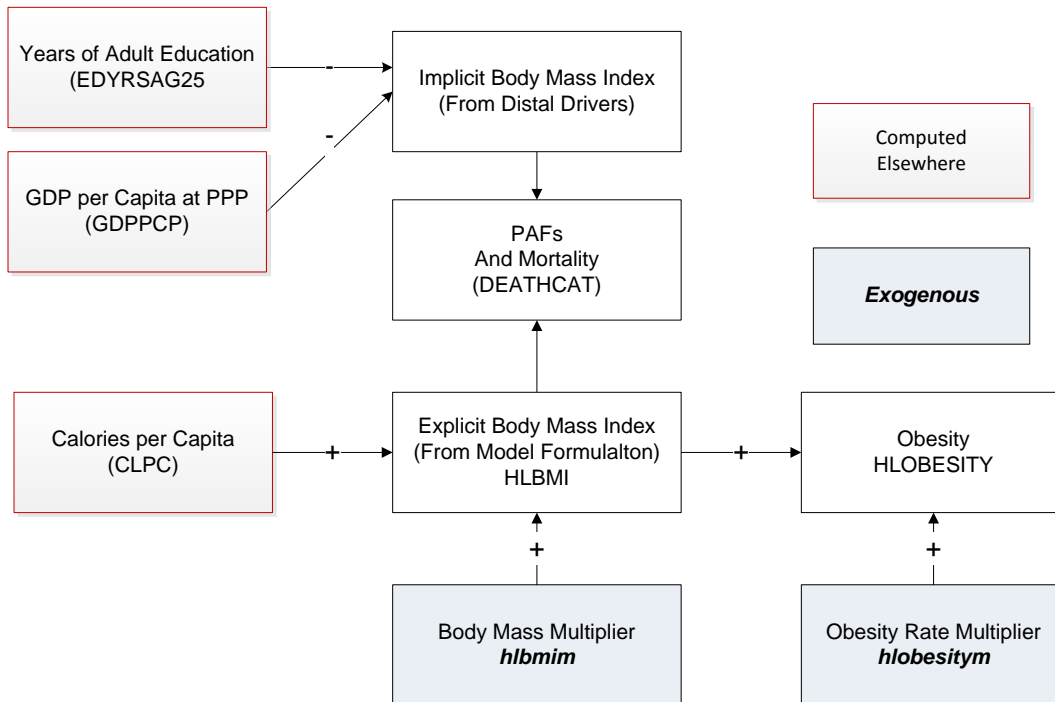 Years of Adult Education
(EDYRSAG25
-
Implicit Body Mass Index
(From Distal Drivers)
-
GDP per Capita at PPP
(GDPPCP)
Computed
Elsewhere
PAFs
And Mortality
(DEATHCAT)
Exogenous
Calories per Capita
(CLPC)
+
Explicit Body Mass Index
(From Model Formulalton)
HLBMI
+
Obesity
HLOBESITY
+
+
Body Mass Multiplier
hlbmim
Obesity Rate Multiplier
hlobesitym